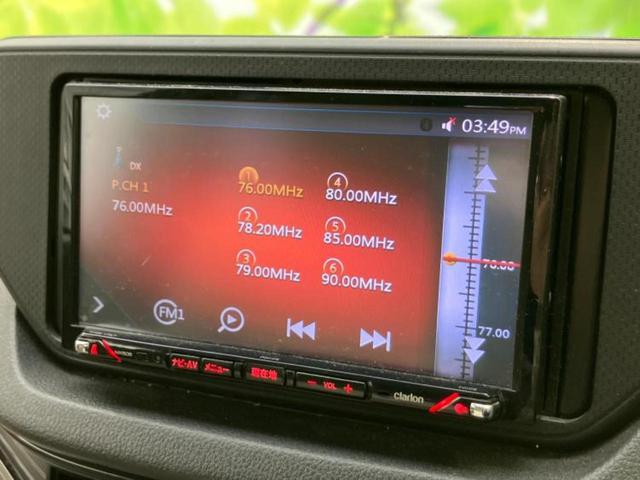 03:49PM
DX
P.CH 1
76.00MHz
1
76.00MHz
4
80.00MHz
2
78.20MHz
5
85.00MHz
3
79.00MHz
6
90.00MHz
76.00
77.00
FM1
ナビ・AV
メニュー
現在地
− VOL +
clarion